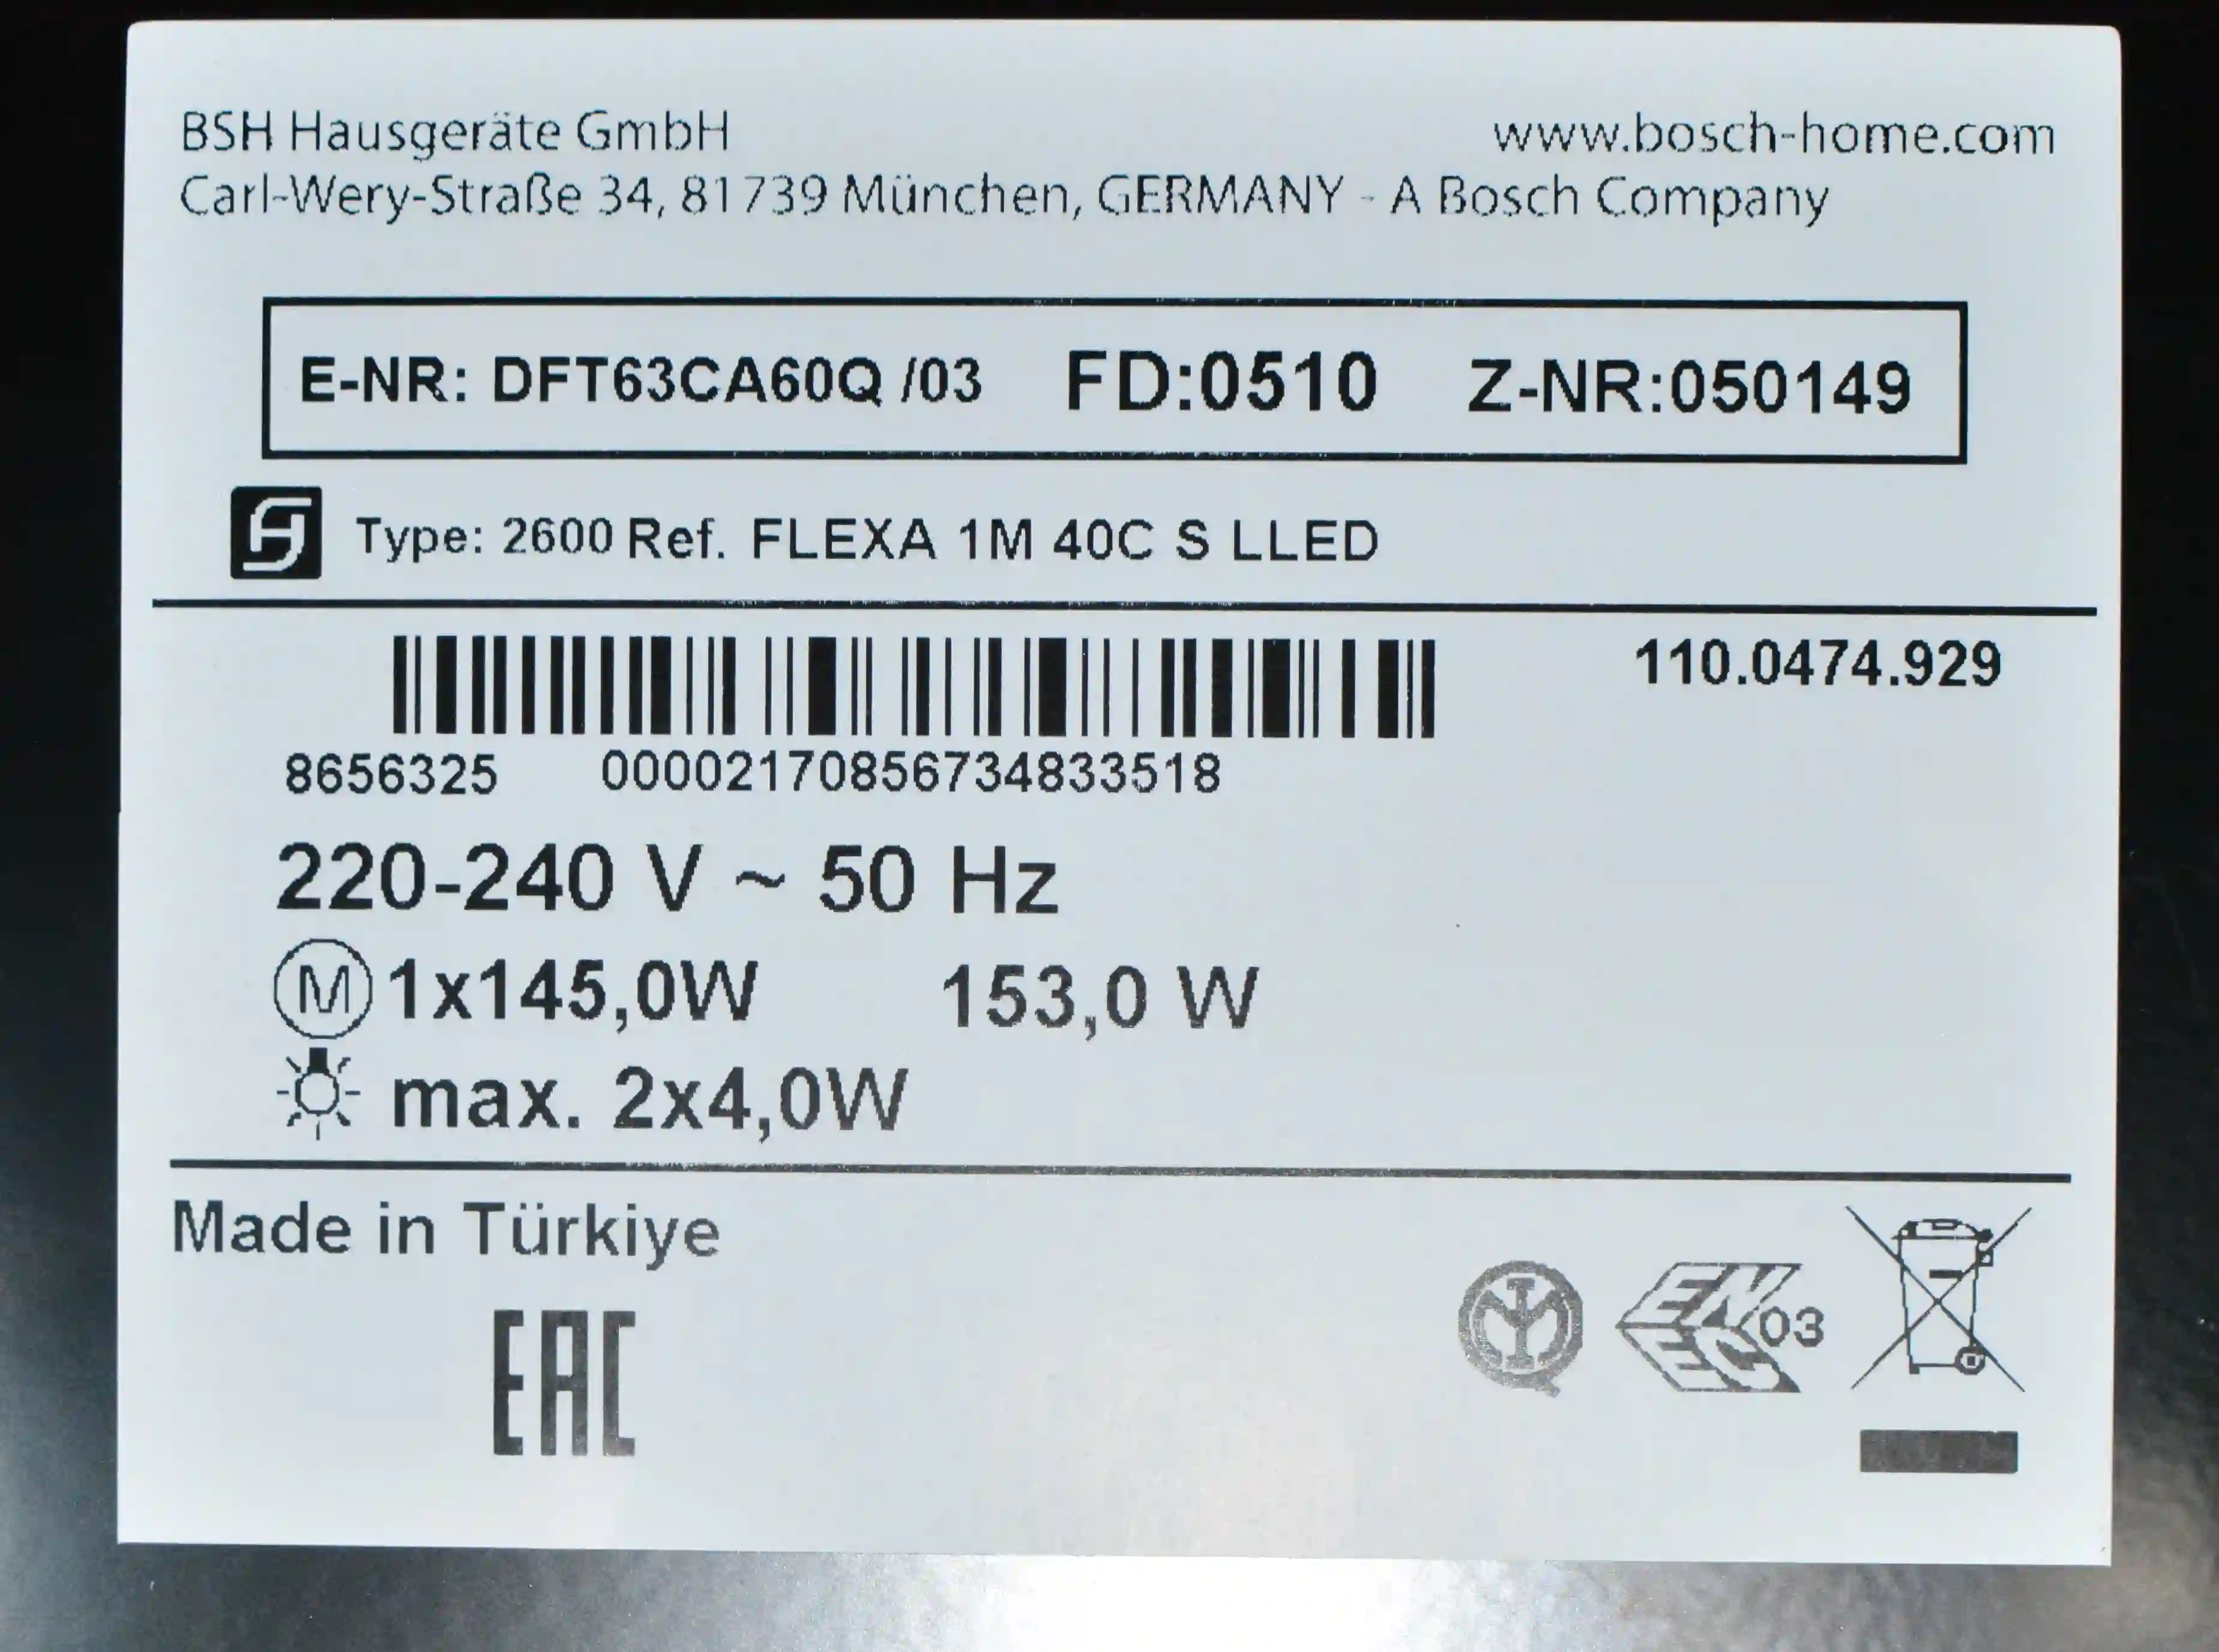 BSH Hausgeräte GmbH www.bosch-home.com
Carl-Wery-Straße 34, 81739 München, GERMANY - A Bosch Company
E-NR: DFT63CA60Q /03 FD:0510 Z-NR:050149
Type: 2600 Ref. FLEXA 1M 40C S LLED
110.0474.929
8656325 00002170856734833518
220-240 V ~ 50 Hz
M 1x145,0W 153,0 W
max. 2x4,0W
Made in Türkiye
EAC
EN EC 03